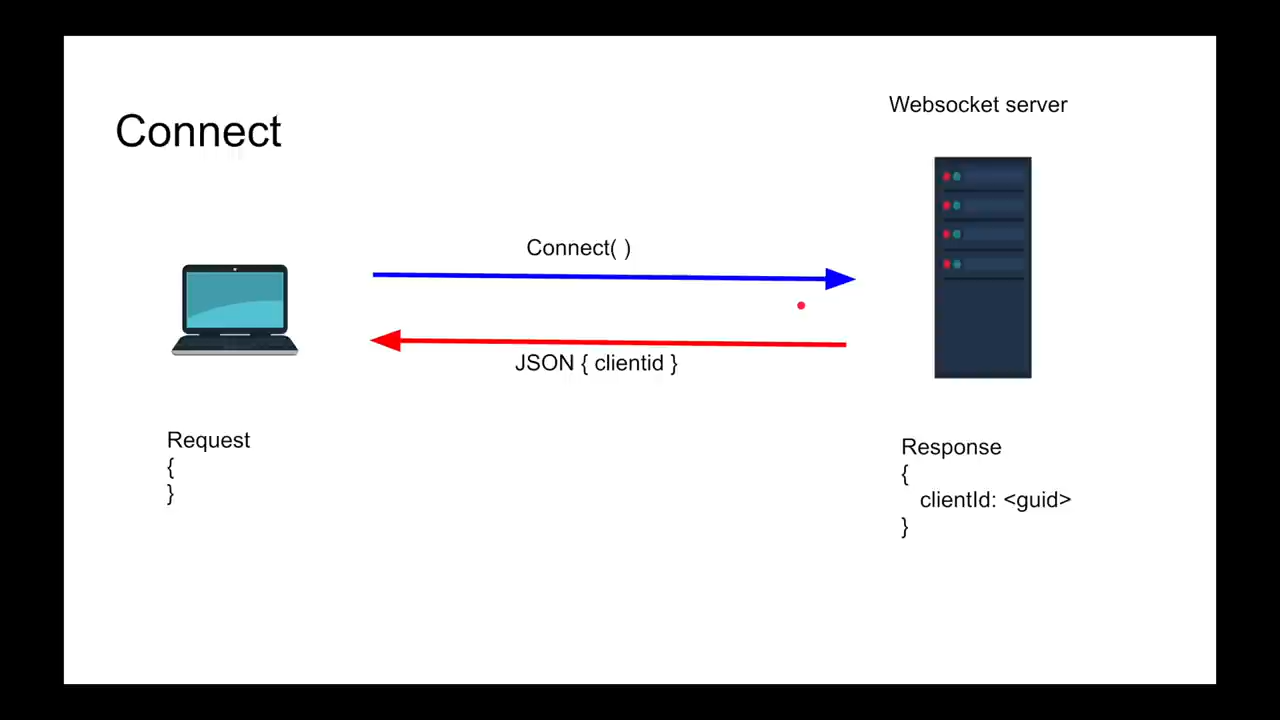 Connect
Websocket server
Connect( )
JSON { clientid }
Request
{
}
Response
{
clientId: <guid>
}